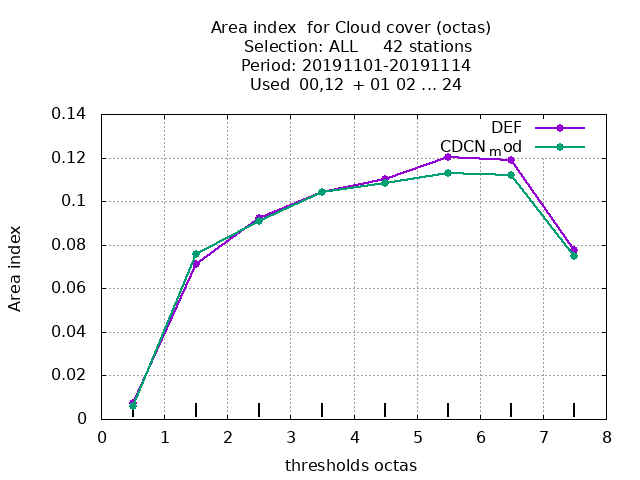 Area index  for Cloud cover (octas)
Selection: ALL     42 stations
Period: 20191101-20191114
Used  00,12  + 01 02 ... 24
0.14
0.12
0.1
0.08
0.06
0.04
0.02
0
Area index
DEF
CDCN_mod
0 1 2 3 4 5 6 7 8
thresholds octas